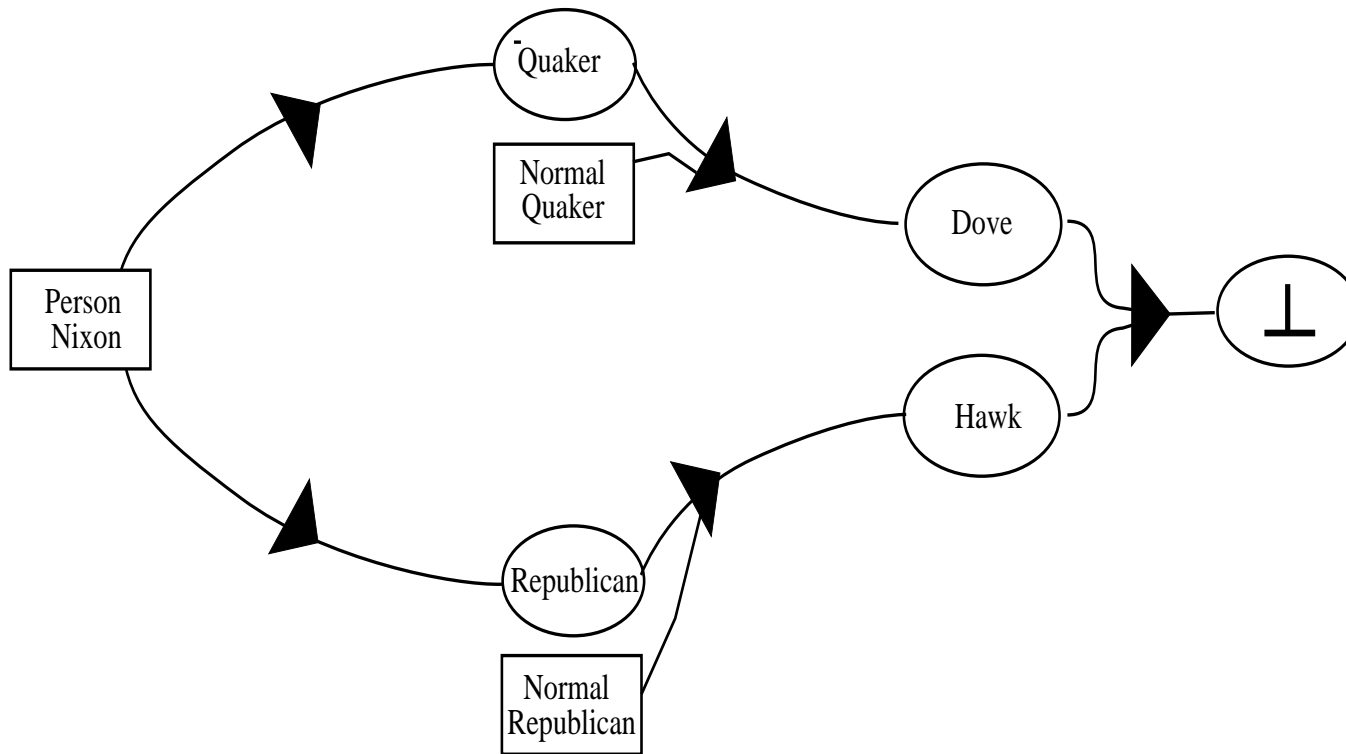 -Quaker
Normal
Quaker
Dove
Person
Nixon
⊥
Hawk
Republican
Normal
Republican